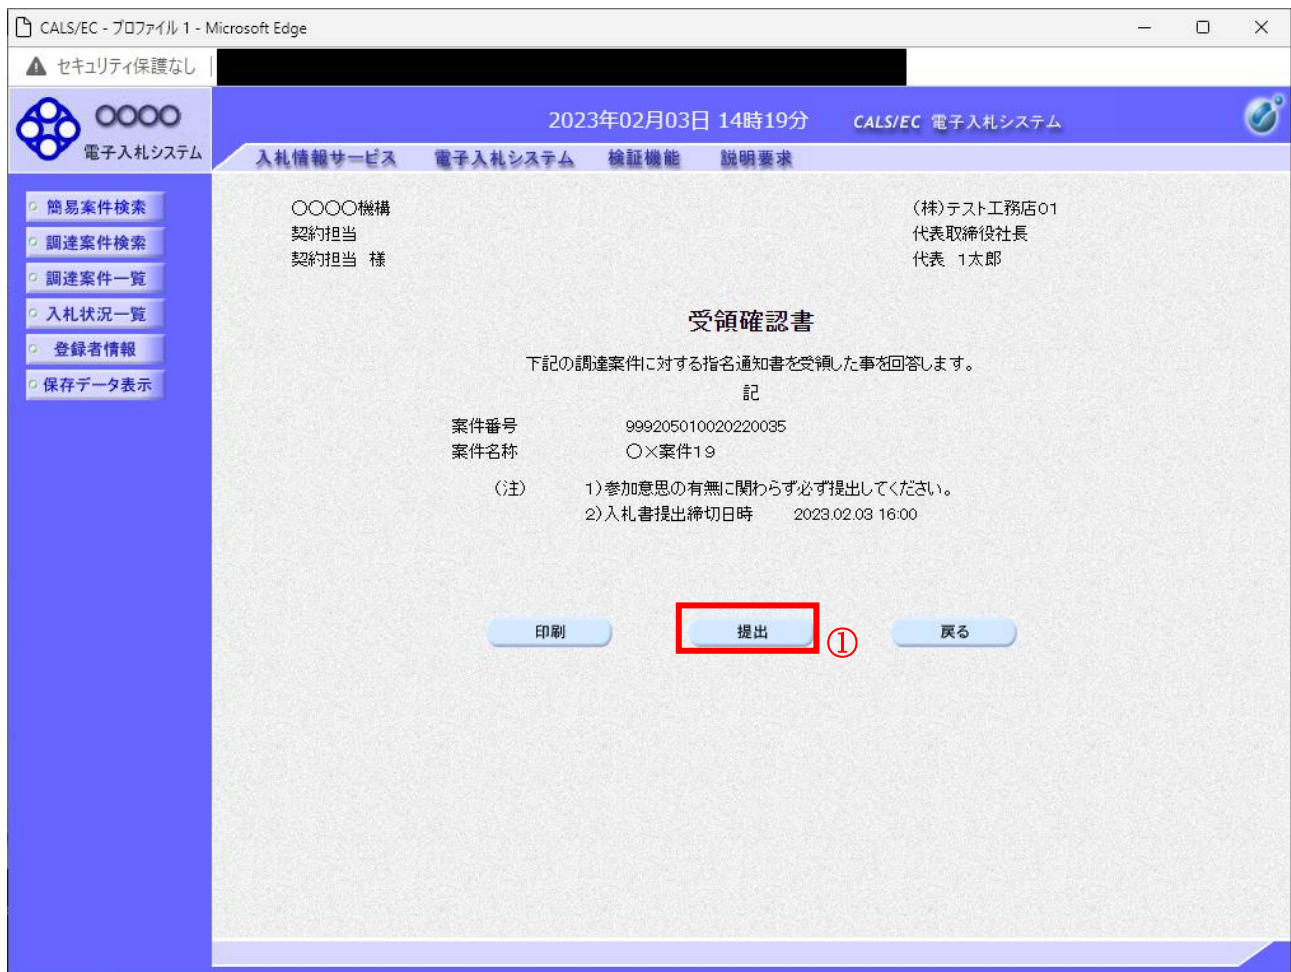 CALS/EC - プロファイル 1 - Microsoft Edge
セキュリティ保護なし
〇〇〇〇
電子入札システム
2023年02月03日 14時19分
CALS/EC 電子入札システム
入札情報サービス 電子入札システム 検証機能 説明要求
簡易案件検索
調達案件検索
調達案件一覧
入札状況一覧
登録者情報
保存データ表示
〇〇〇〇機構
契約担当
契約担当 様
(株)テスト工務店01
代表取締役社長
代表 1太郎
受領確認書
下記の調達案件に対する指名通知書を受領した事を回答します。
記
案件番号 999205010020220035
案件名称 〇×案件19
(注) 1)参加意思の有無に関わらず必ず提出してください。
2)入札書提出締切日時 2023.02.03 16:00
印刷 提出 ① 戻る